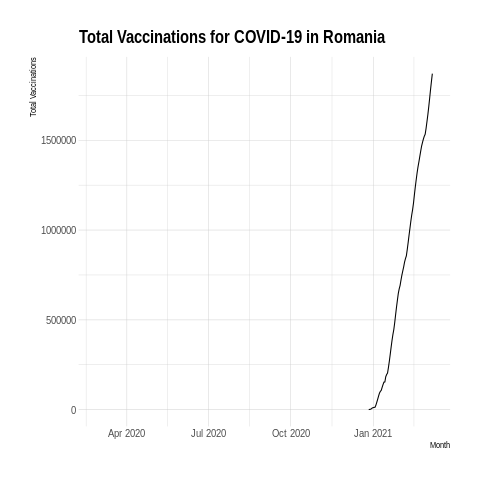 Total Vaccinations for COVID-19 in Romania
Total Vaccinations
1500000
1000000
500000
0
Apr 2020 Jul 2020 Oct 2020 Jan 2021
Month